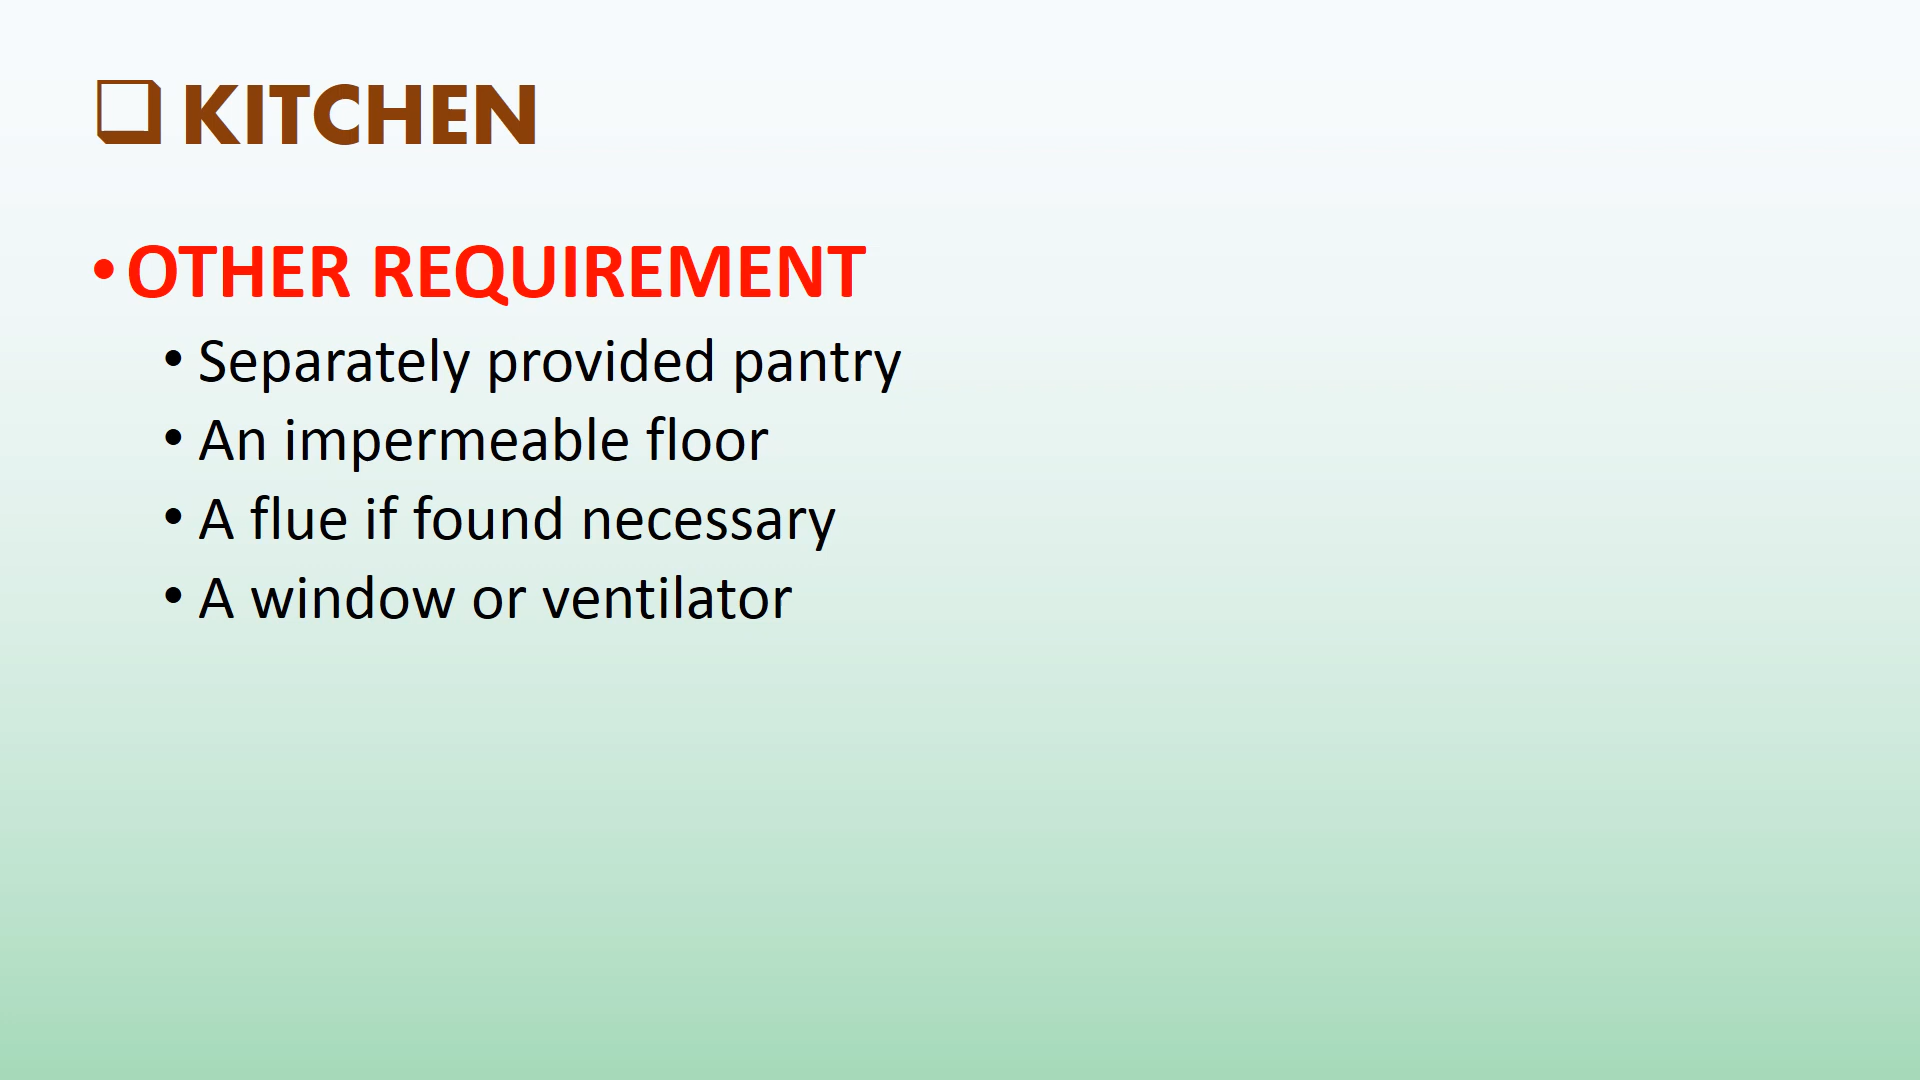 ❑ KITCHEN
• OTHER REQUIREMENT
• Separately provided pantry
• An impermeable floor
• A flue if found necessary
• A window or ventilator